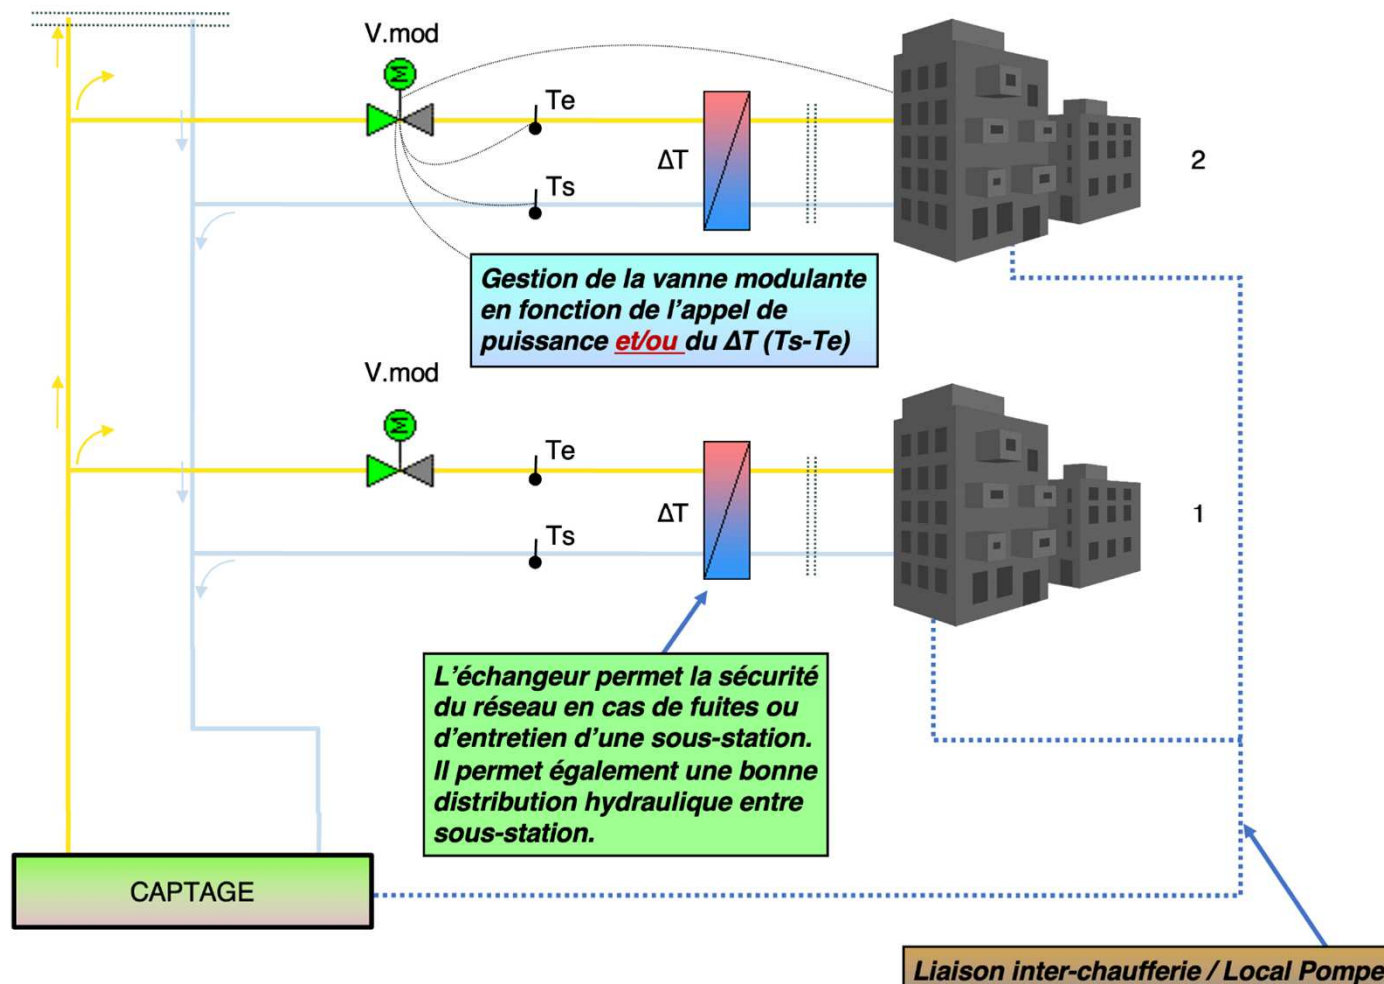 V.mod
Te
ΔT
2
Ts
Gestion de la vanne modulante
en fonction de l'appel de
puissance et/ou du ΔT (Ts-Te)
V.mod
Te
ΔT
1
Ts
L'échangeur permet la sécurité
du réseau en cas de fuites ou
d'entretien d'une sous-station.
Il permet également une bonne
distribution hydraulique entre
sous-station.
CAPTAGE
Liaison inter-chaufferie / Local Pompe
M
M